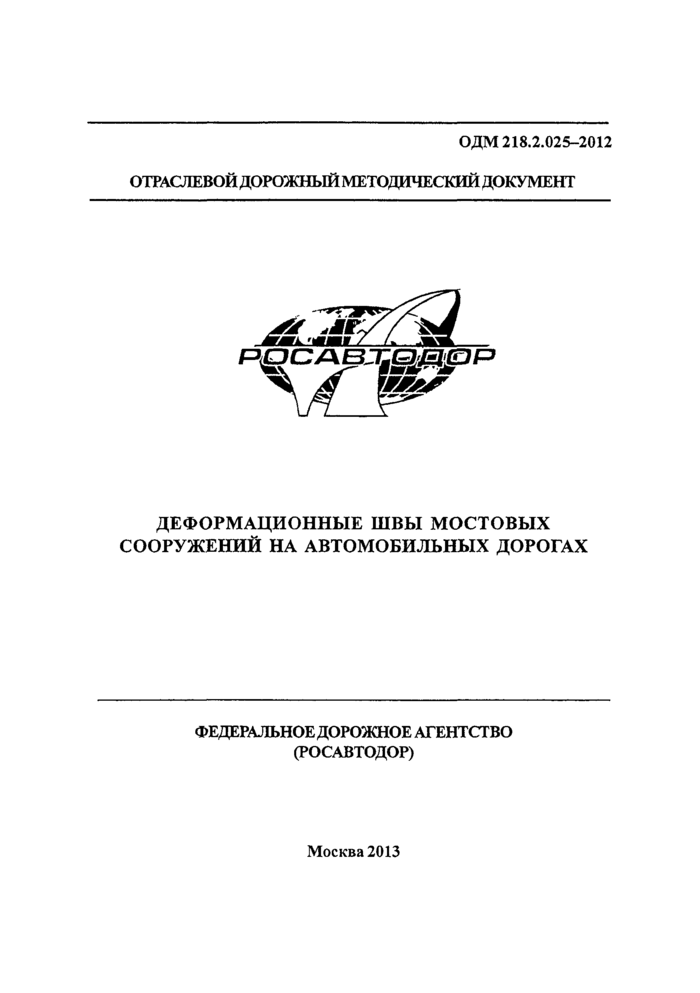 ОДМ 218.2.025–2012
ОТРАСЛЕВОЙ ДОРОЖНЫЙ МЕТОДИЧЕСКИЙ ДОКУМЕНТ
РОСАВТОДОР
ДЕФОРМАЦИОННЫЕ ШВЫ МОСТОВЫХ
СООРУЖЕНИЙ НА АВТОМОБИЛЬНЫХ ДОРОГАХ
ФЕДЕРАЛЬНОЕ ДОРОЖНОЕ АГЕНТСТВО
(РОСАВТОДОР)
Москва 2013